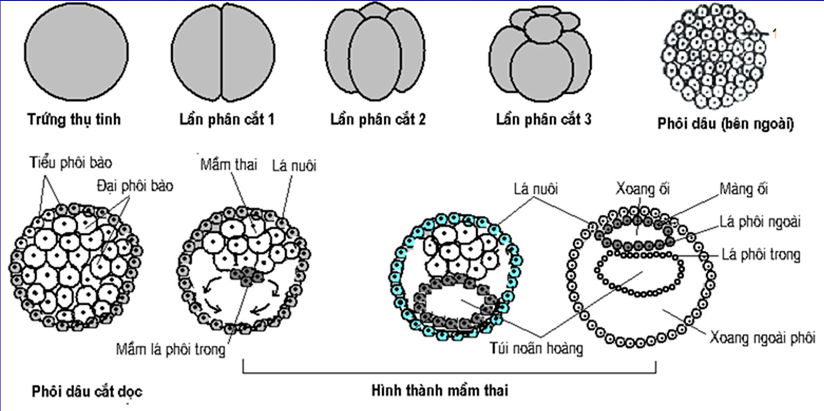 1
Trứng thụ tinh
Lần phân cắt 1
Lần phân cắt 2
Lần phân cắt 3
Phôi dâu (bên ngoài)
Tiểu phôi bào
Đại phôi bào
Mầm thai
Lá nuôi
Lá nuôi
Xoang ối
Màng ối
Lá phôi ngoài
Lá phôi trong
Mầm lá phôi trong
Túi noãn hoàng
Xoang ngoài phôi
Phôi dâu cắt dọc
Hình thành mầm thai